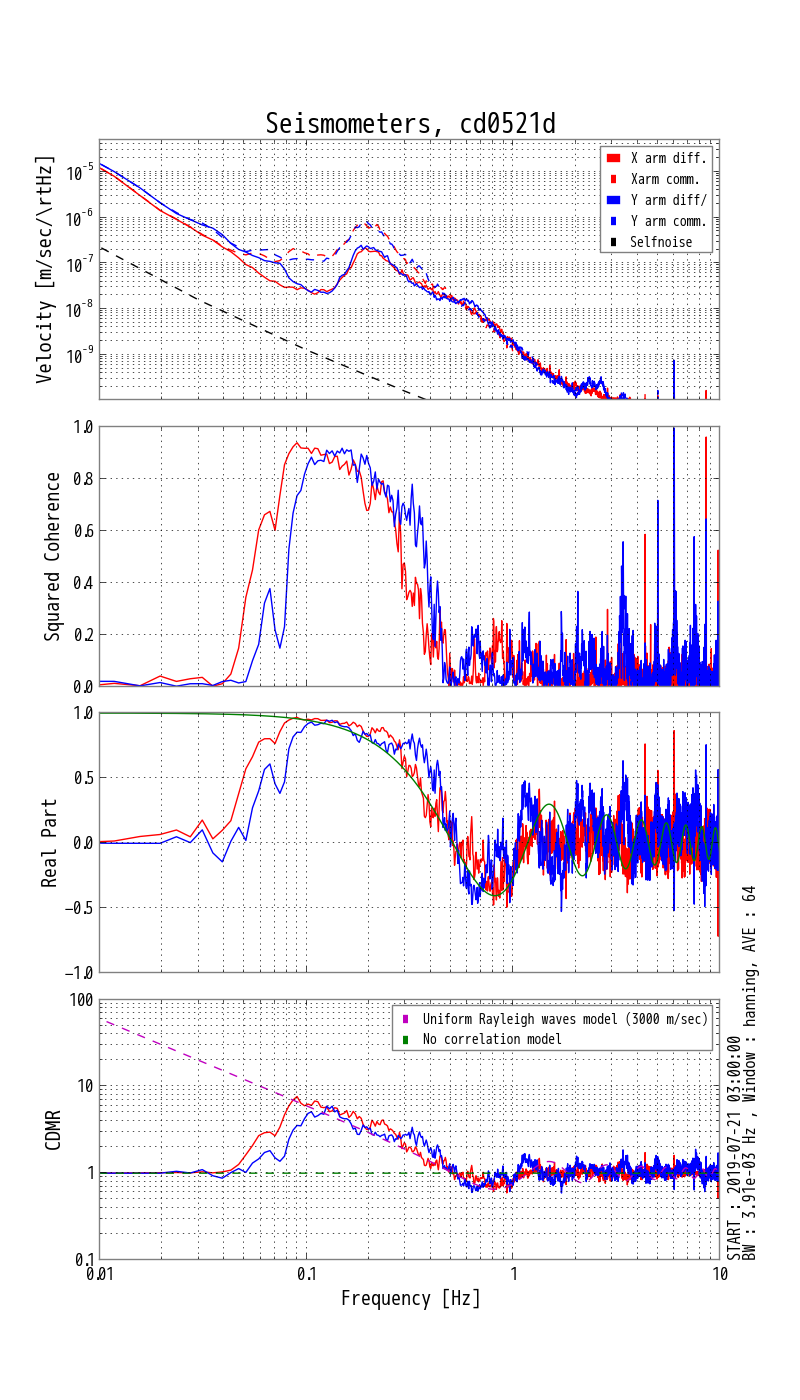 Seismometers, cd0521d
Velocity [m/sec/\rtHz]
10^-5
10^-6
10^-7
10^-8
10^-9
X arm diff.
Xarm comm.
Y arm diff/
Y arm comm.
Selfnoise
Squared Coherence
1.0
0.8
0.6
0.4
0.2
0.0
Real Part
1.0
0.5
0.0
−0.5
−1.0
CDMR
100
10
1
0.1
Uniform Rayleigh waves model (3000 m/sec)
No correlation model
0.01 0.1 1 10
Frequency [Hz]
START : 2019-07-21 03:00:00
BW : 3.91e-03 Hz , Window : hanning, AVE : 64